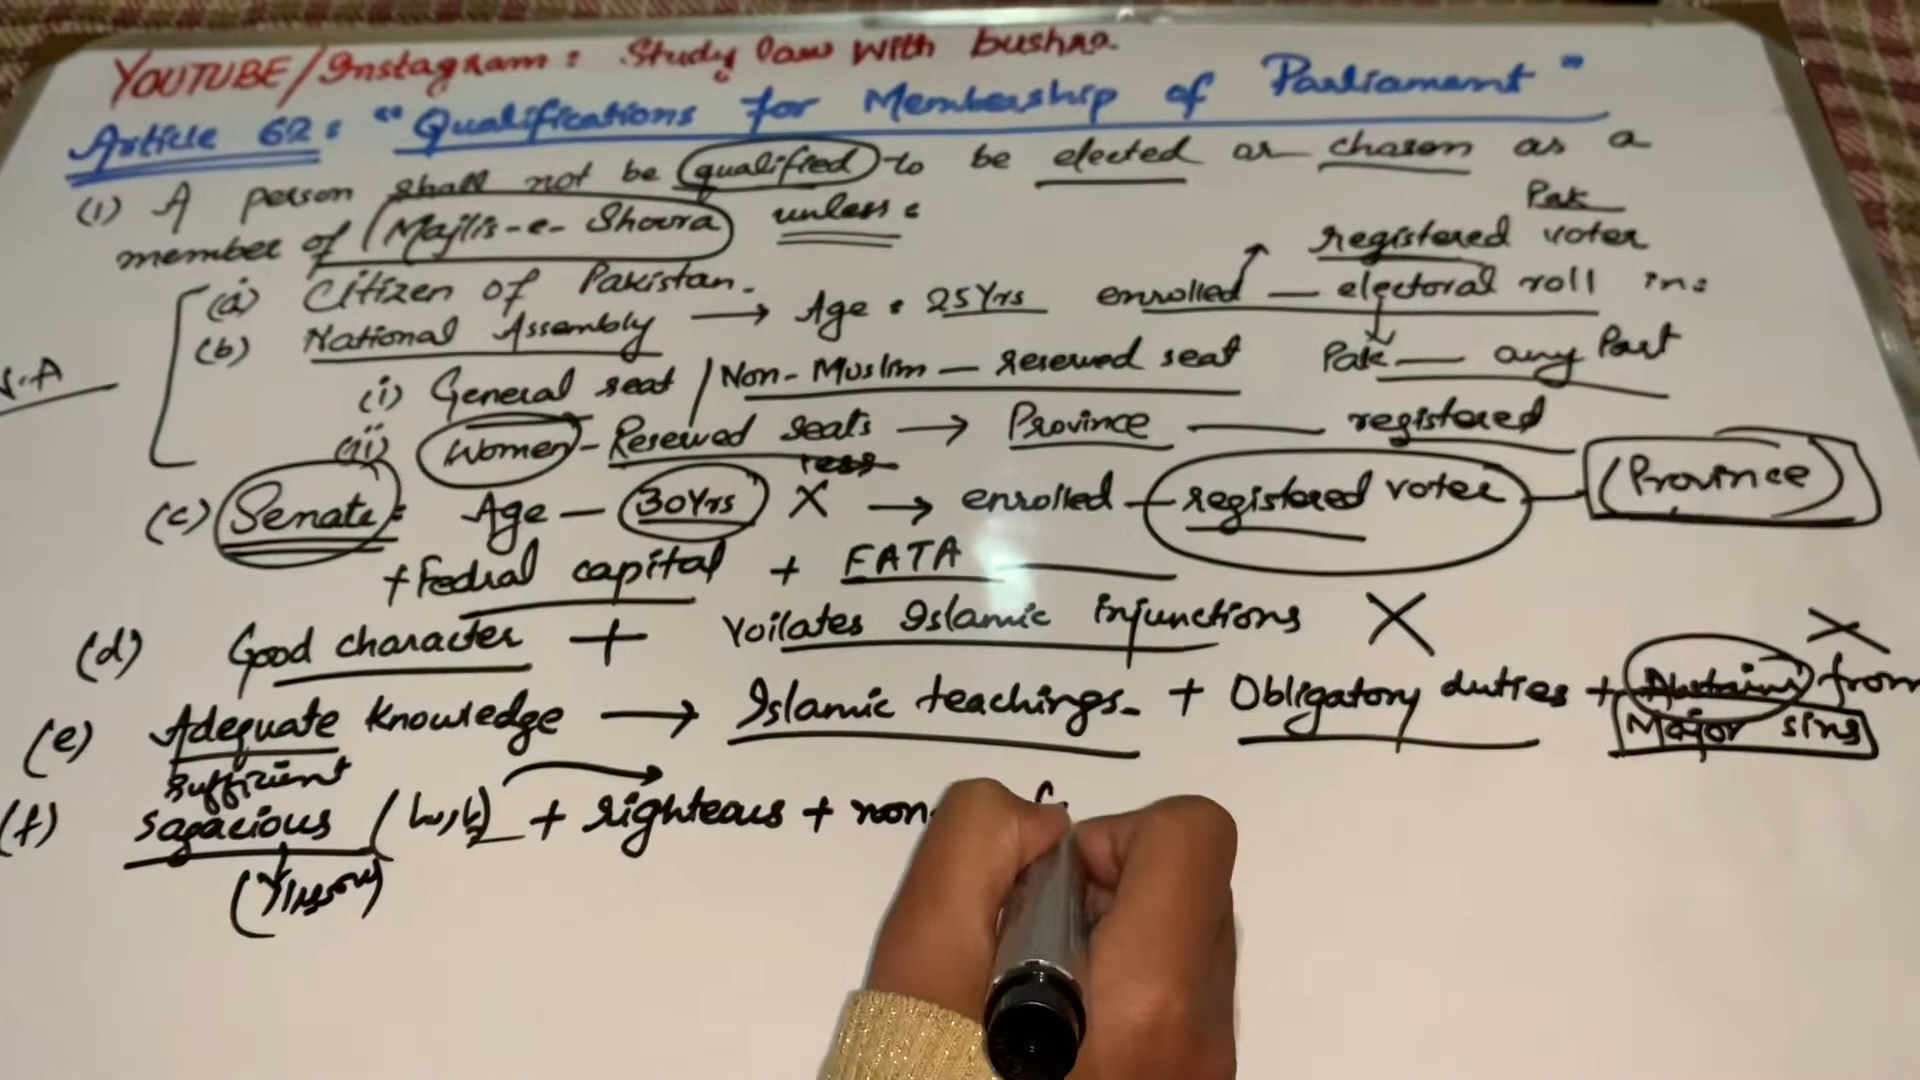 YOUTUBE/Instagram: Study law with bushra
Article 62: "Qualifications for Membership of Parliament"
(1) A person shall not be qualified to be elected or chosen as a
member of Majlis-e-Shoora unless:
(a) Citizen of Pakistan.
Pak
registered voter
(b) National Assembly → Age: 25Yrs enrolled — electoral roll in:
(i) General seat / Non-Muslim — reserved seat Pak — any Part
(ii) Women - Reserved seats → Province — registered
(c) Senate: Age — 30Yrs X → enrolled — registered voter — (Province)
+ Fedral capital + FATA
(d) Good character + Voilates Islamic injunctions X
(e) Adequate knowledge → Islamic teachings + Obligatory duties + Abstains from
sufficient
Major sins
(f) sagacious + righteous + non-